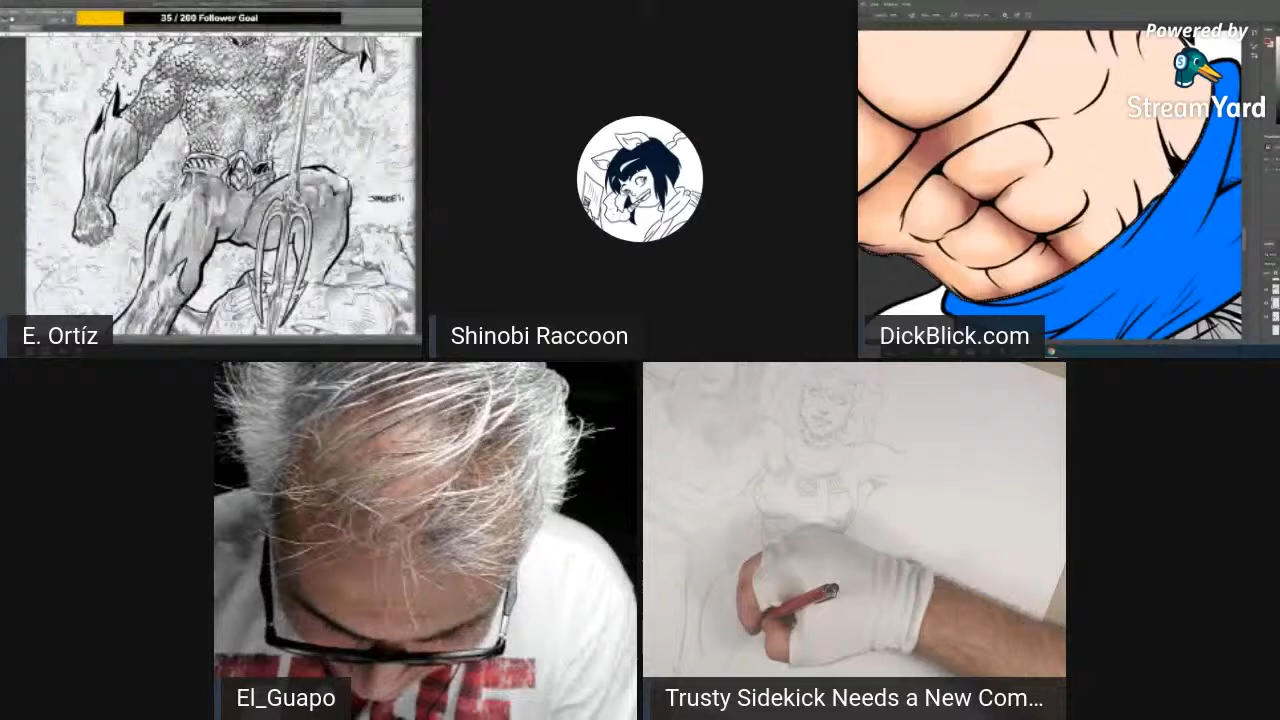 35 / 200 Follower Goal
Powered by
StreamYard
E. Ortíz
Shinobi Raccoon
DickBlick.com
El_Guapo
Trusty Sidekick Needs a New Com...